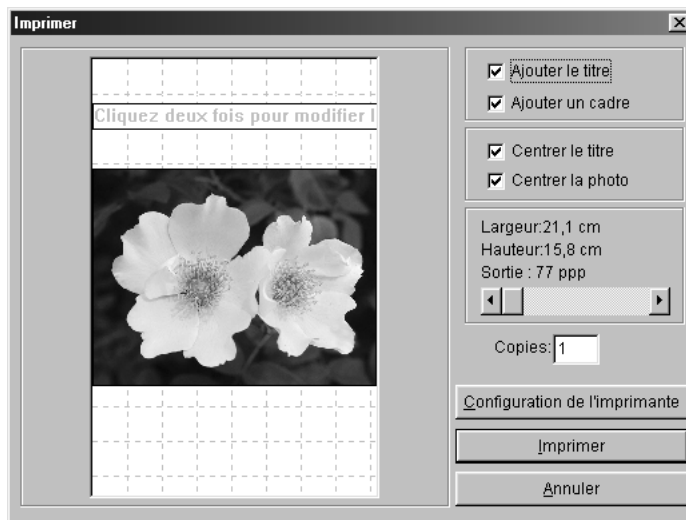 Imprimer
Cliquez deux fois pour modifier l
Ajouter le titre
Ajouter un cadre
Centrer le titre
Centrer la photo
Largeur:21,1 cm
Hauteur:15,8 cm
Sortie : 77 ppp
Copies: 1
Configuration de l'imprimante
Imprimer
Annuler